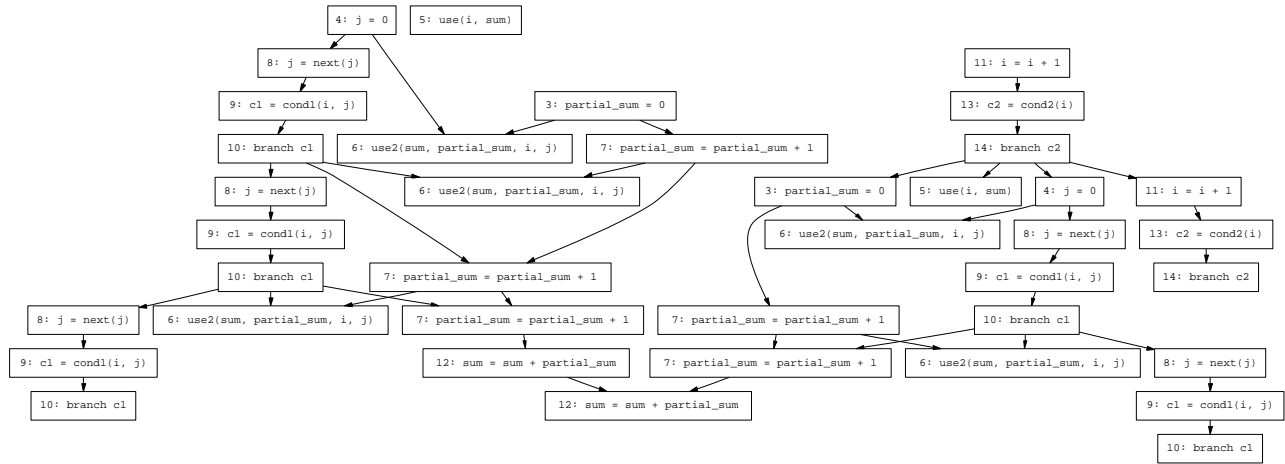 4: j = 0
5: use(i, sum)
8: j = next(j)
11: i = i + 1
9: c1 = cond1(i, j)
3: partial_sum = 0
13: c2 = cond2(i)
10: branch c1
6: use2(sum, partial_sum, i, j)
7: partial_sum = partial_sum + 1
14: branch c2
8: j = next(j)
6: use2(sum, partial_sum, i, j)
3: partial_sum = 0
5: use(i, sum)
4: j = 0
11: i = i + 1
9: c1 = cond1(i, j)
6: use2(sum, partial_sum, i, j)
8: j = next(j)
13: c2 = cond2(i)
10: branch c1
7: partial_sum = partial_sum + 1
9: c1 = cond1(i, j)
14: branch c2
8: j = next(j)
6: use2(sum, partial_sum, i, j)
7: partial_sum = partial_sum + 1
7: partial_sum = partial_sum + 1
10: branch c1
9: c1 = cond1(i, j)
12: sum = sum + partial_sum
7: partial_sum = partial_sum + 1
6: use2(sum, partial_sum, i, j)
8: j = next(j)
10: branch c1
12: sum = sum + partial_sum
9: c1 = cond1(i, j)
10: branch c1